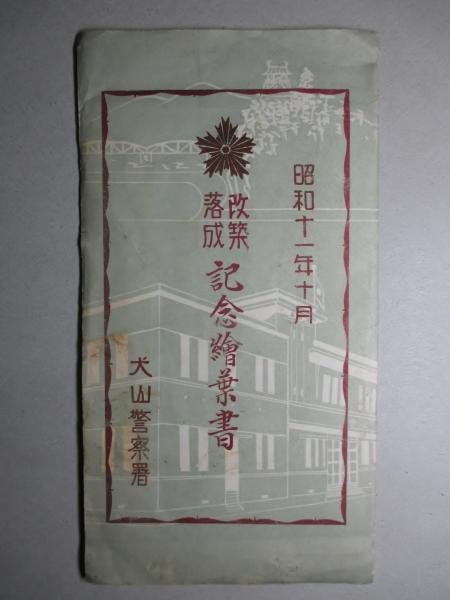 昭和十一年十月
改築
落成
記念繪葉書
犬山警察署